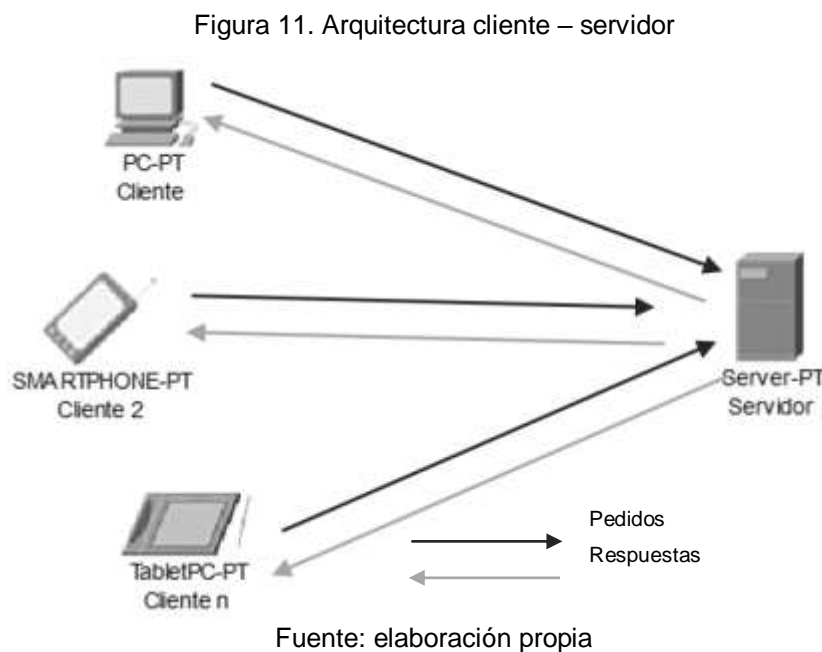 Figura 11. Arquitectura cliente – servidor
PC-PT
Cliente
SMARTPHONE-PT
Cliente 2
Server-PT
Servidor
TabletPC-PT
Cliente n
Pedidos
Respuestas
Fuente: elaboración propia